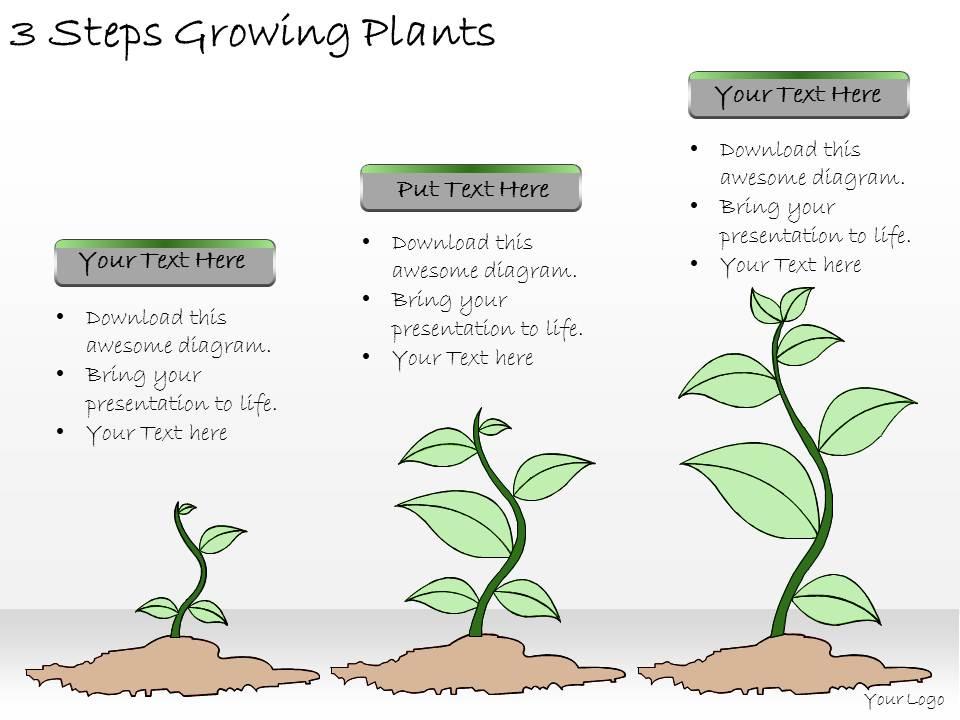 3 Steps Growing Plants
Your Text Here
• Download this
awesome diagram.
• Bring your
presentation to life.
• Your Text here
Put Text Here
• Download this
awesome diagram.
• Bring your
presentation to life.
• Your Text here
Your Text Here
• Download this
awesome diagram.
• Bring your
presentation to life.
• Your Text here
Your Logo